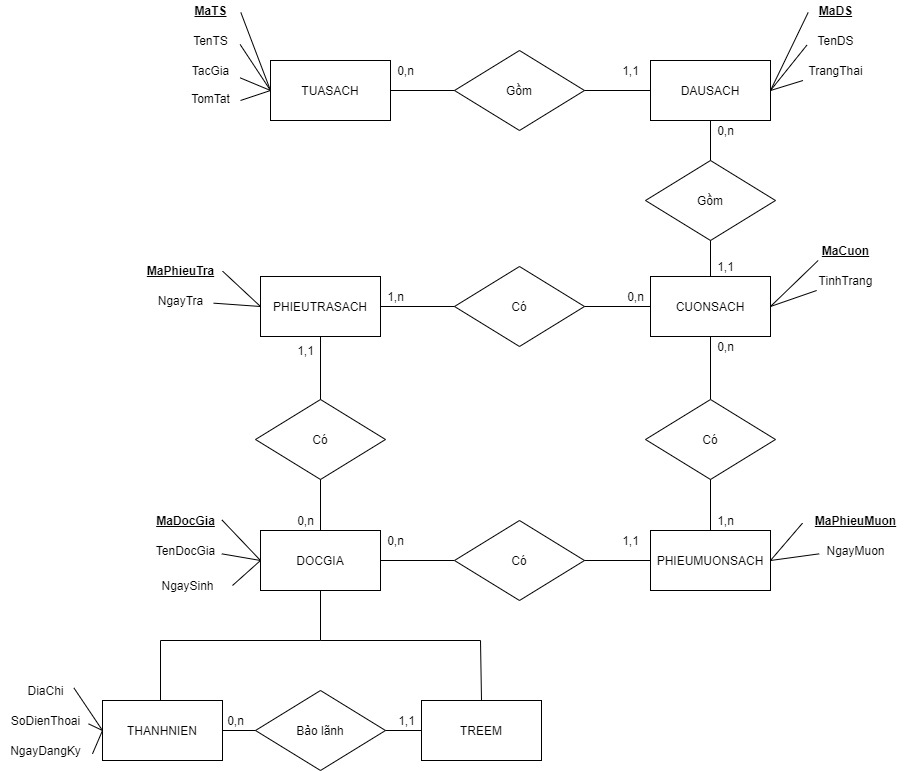 MaTS
TenTS
TacGia
TomTat
TUASACH
0,n
Gồm
1,1
DAUSACH
MaDS
TenDS
TrangThai
0,n
Gồm
1,1
MaPhieuTra
NgayTra
PHIEUTRASACH
1,n
Có
0,n
CUONSACH
MaCuon
TinhTrang
1,1
0,n
Có
Có
0,n
1,n
MaDocGia
TenDocGia
NgaySinh
DOCGIA
0,n
Có
1,1
PHIEUMUONSACH
MaPhieuMuon
NgayMuon
DiaChi
SoDienThoai
NgayDangKy
THANHNIEN
0,n
Bảo lãnh
1,1
TREEM